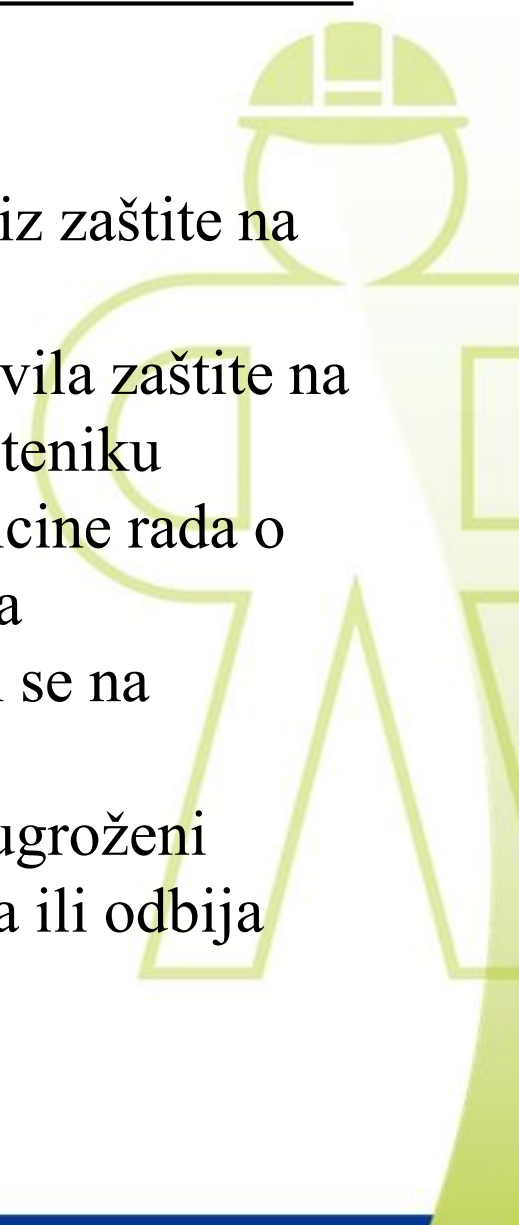 iz zaštite na
vila zaštite na
teniku
cine rada o
a
se na
ugroženi
a ili odbija